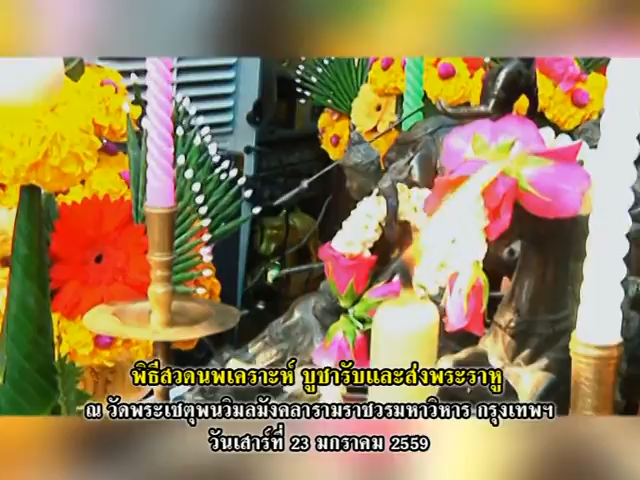 พิธีสวดนพเคราะห์ บูชารับและส่งพระราหู
ณ วัดพระเชตุพนวิมลมังคลารามราชวรมหาวิหาร กรุงเทพฯ
วันเสาร์ที่ 23 มกราคม 2559